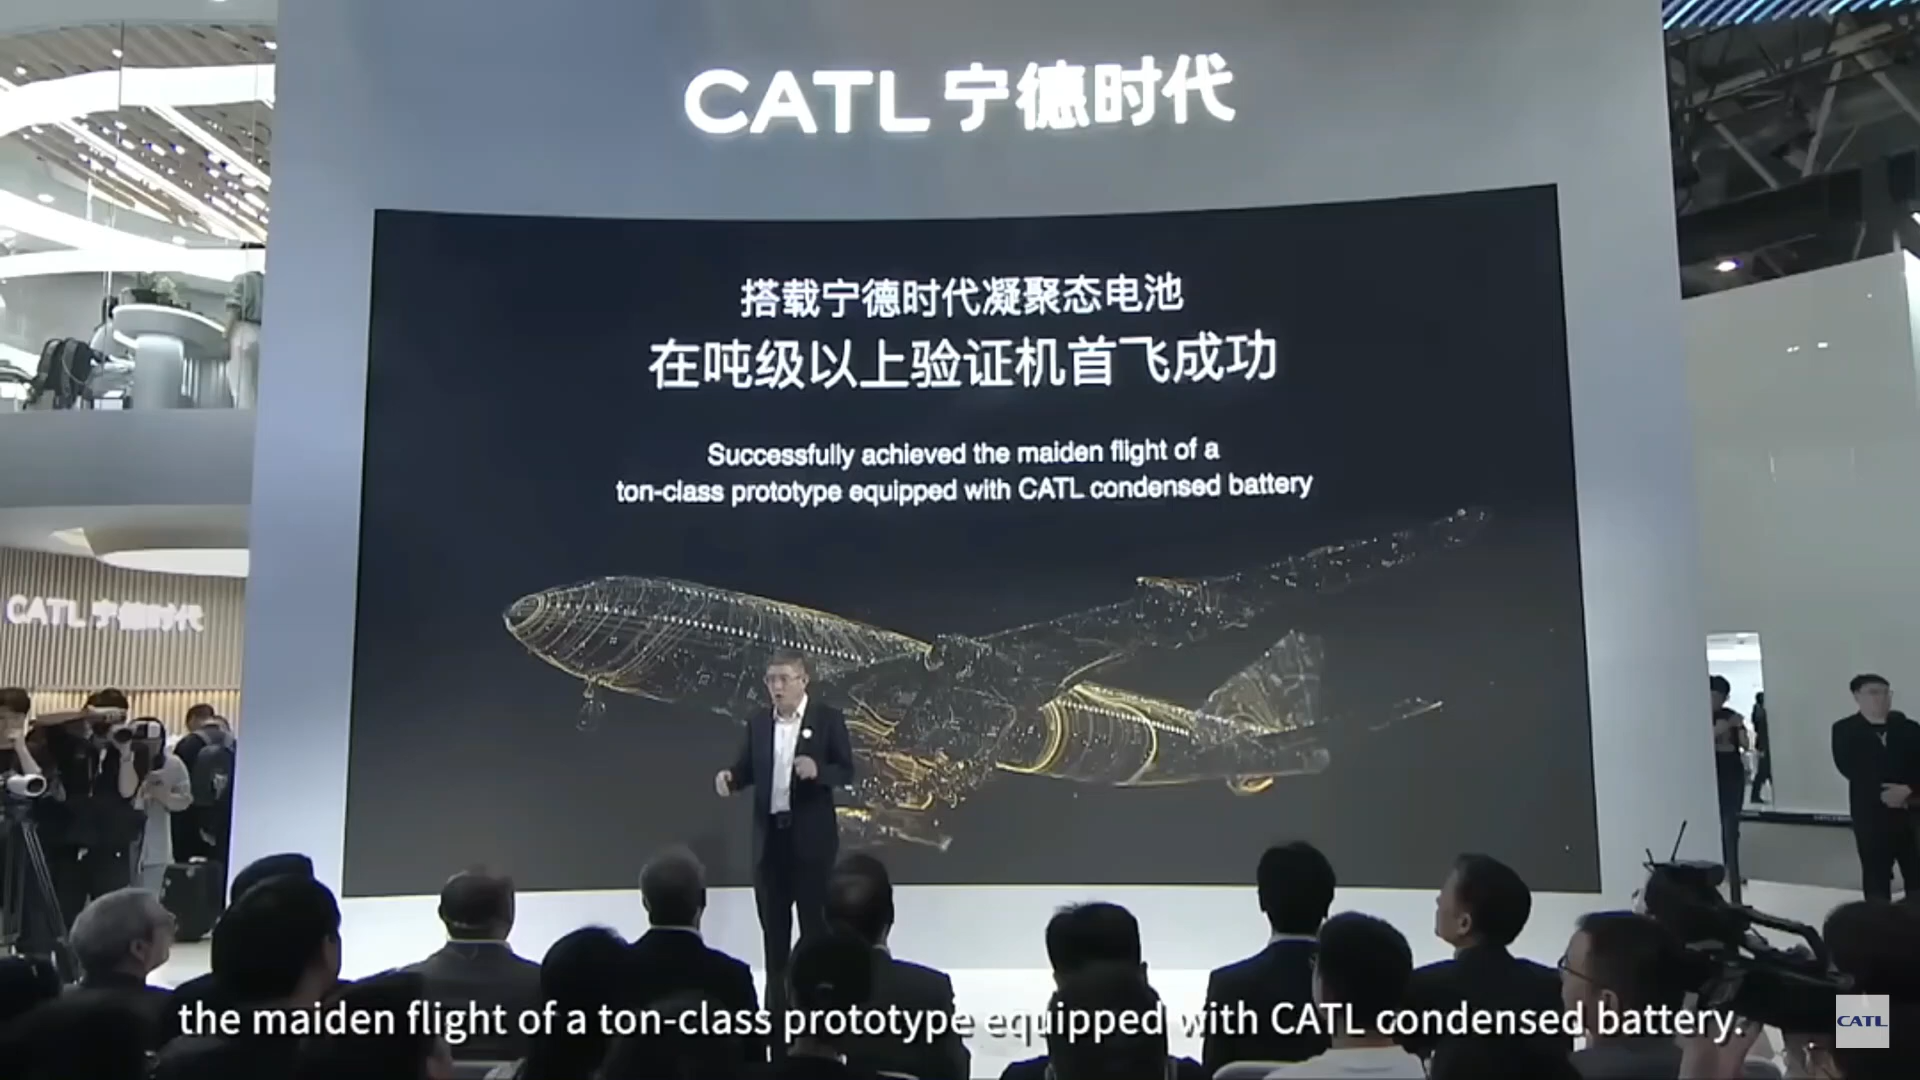 CATL 宁德时代
搭载宁德时代凝聚态电池
在吨级以上验证机首飞成功
Successfully achieved the maiden flight of a
ton-class prototype equipped with CATL condensed battery
CATL 宁德时代
the maiden flight of a ton-class prototype equipped with CATL condensed battery.
CATL